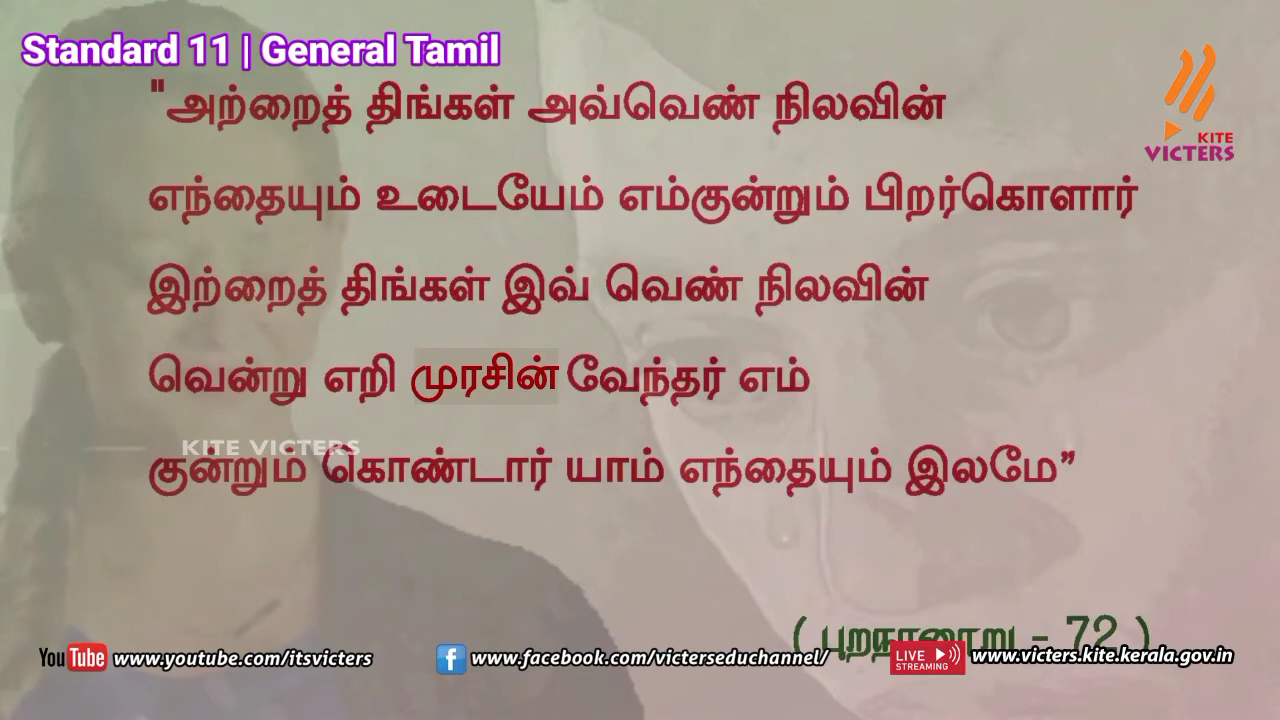 Standard 11 | General Tamil
"அற்றைத் திங்கள் அவ்வெண் நிலவின்
KITE
VICTERS
எந்தையும் உடையேம் எம்குன்றும் பிறர்கொளார்
இற்றைத் திங்கள் இவ் வெண் நிலவின்
வென்று எறி முரசின் வேந்தர் எம்
KITE VICTERS
குன்றும் கொண்டார் யாம் எந்தையும் இலமே”
( புறநானூறு - 72 )
YouTube www.youtube.com/itsvicters f www.facebook.com/victerseduchannel/ LIVE STREAMING www.victers.kite.kerala.gov.in